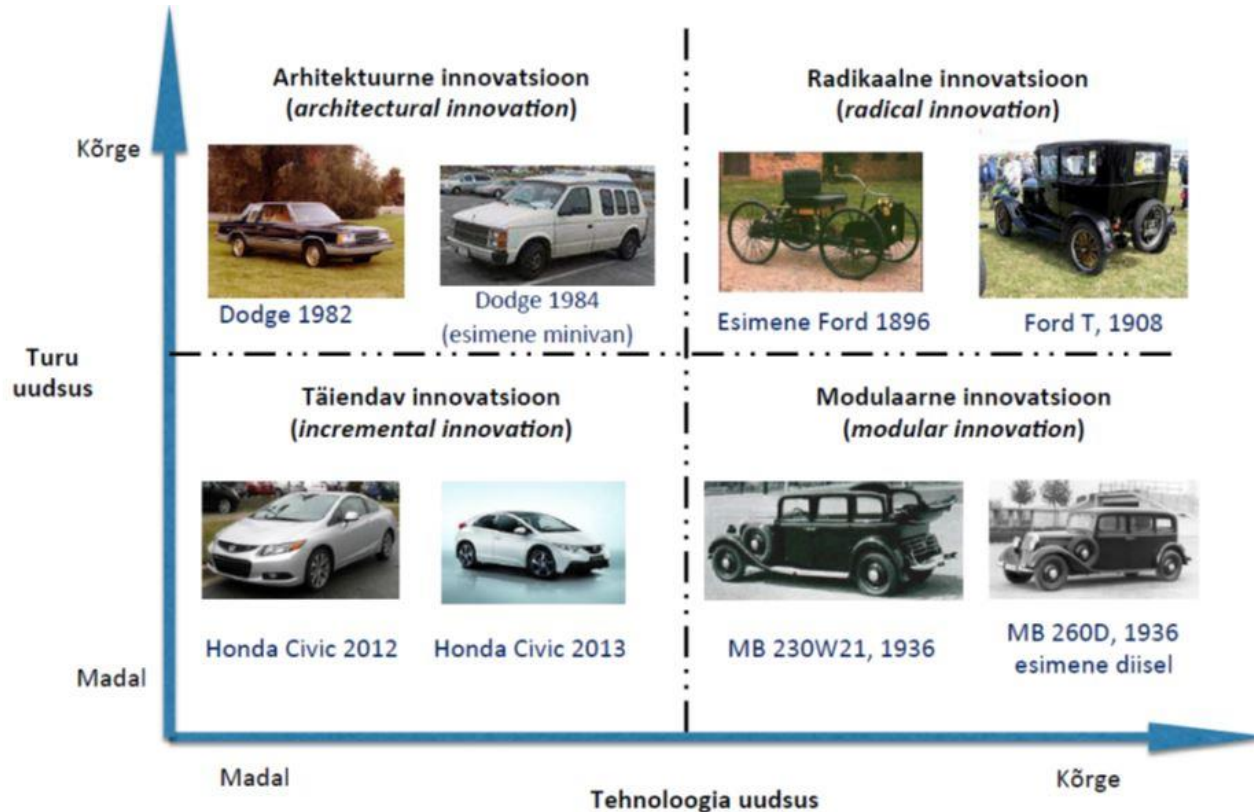 Arhitektuurne innovatsioon
(architectural innovation)
Radikaalne innovatsioon
(radical innovation)
Kõrge
Dodge 1982
Dodge 1984
(esimene minivan)
Esimene Ford 1896
Ford T, 1908
Turu
uudsus
Täiendav innovatsioon
(incremental innovation)
Modulaarne innovatsioon
(modular innovation)
Honda Civic 2012
Honda Civic 2013
MB 230W21, 1936
MB 260D, 1936
esimene diisel
Madal
Madal
Kõrge
Tehnoloogia uudsus